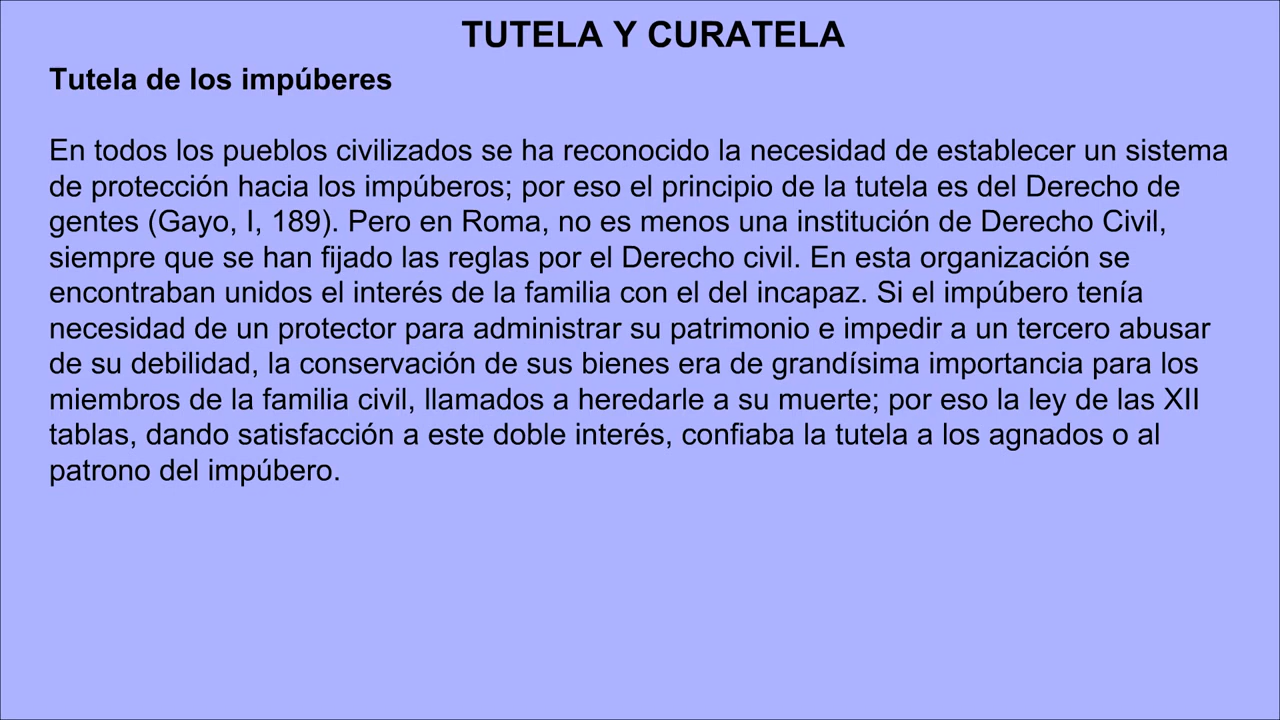 TUTELA Y CURATELA
Tutela de los impúberes
En todos los pueblos civilizados se ha reconocido la necesidad de establecer un sistema
de protección hacia los impúberos; por eso el principio de la tutela es del Derecho de
gentes (Gayo, I, 189). Pero en Roma, no es menos una institución de Derecho Civil,
siempre que se han fijado las reglas por el Derecho civil. En esta organización se
encontraban unidos el interés de la familia con el del incapaz. Si el impúbero tenía
necesidad de un protector para administrar su patrimonio e impedir a un tercero abusar
de su debilidad, la conservación de sus bienes era de grandísima importancia para los
miembros de la familia civil, llamados a heredarle a su muerte; por eso la ley de las XII
tablas, dando satisfacción a este doble interés, confiaba la tutela a los agnados o al
patrono del impúbero.